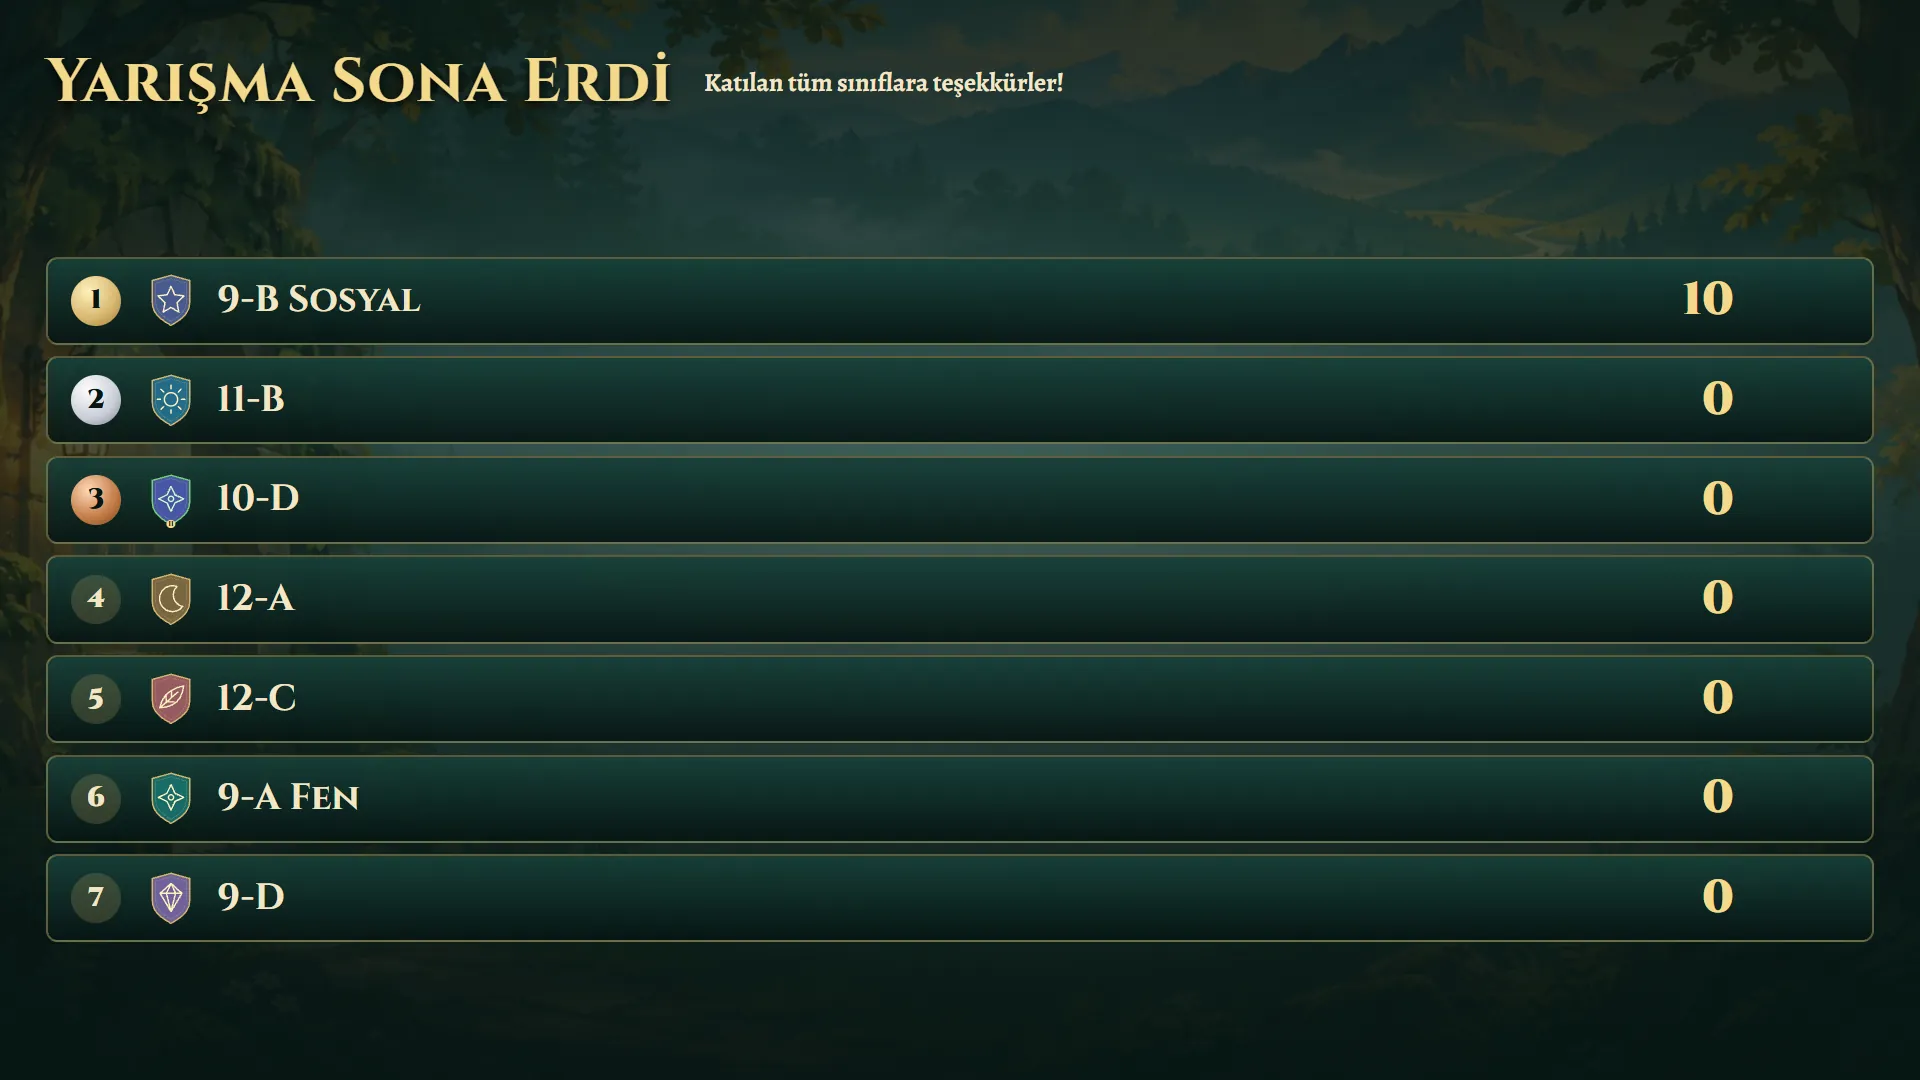 Yarışma Sona Erdİ
Katılan tüm sınıflara teşekkürler!
1 9-B Sosyal 10
2 11-B 0
3 10-D 0
4 12-A 0
5 12-C 0
6 9-A Fen 0
7 9-D 0